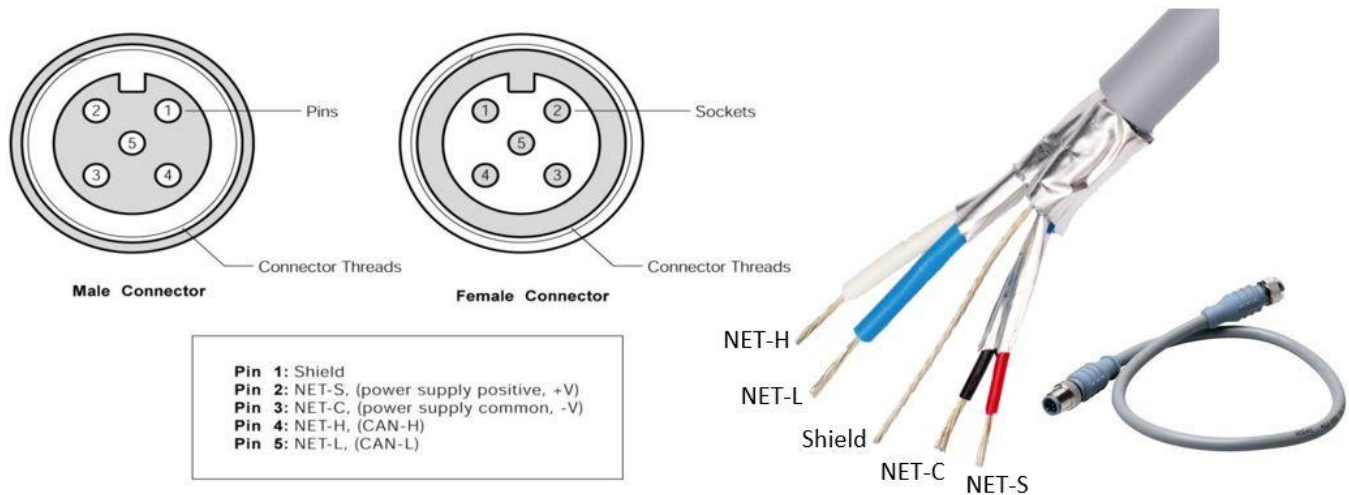 2
1
5
3
4
Pins
Connector Threads
Male Connector
1
2
5
4
3
Sockets
Connector Threads
Female Connector
Pin 1: Shield
Pin 2: NET-S, (power supply positive, +V)
Pin 3: NET-C, (power supply common, -V)
Pin 4: NET-H, (CAN-H)
Pin 5: NET-L, (CAN-L)
NET-H
NET-L
Shield
NET-C
NET-S